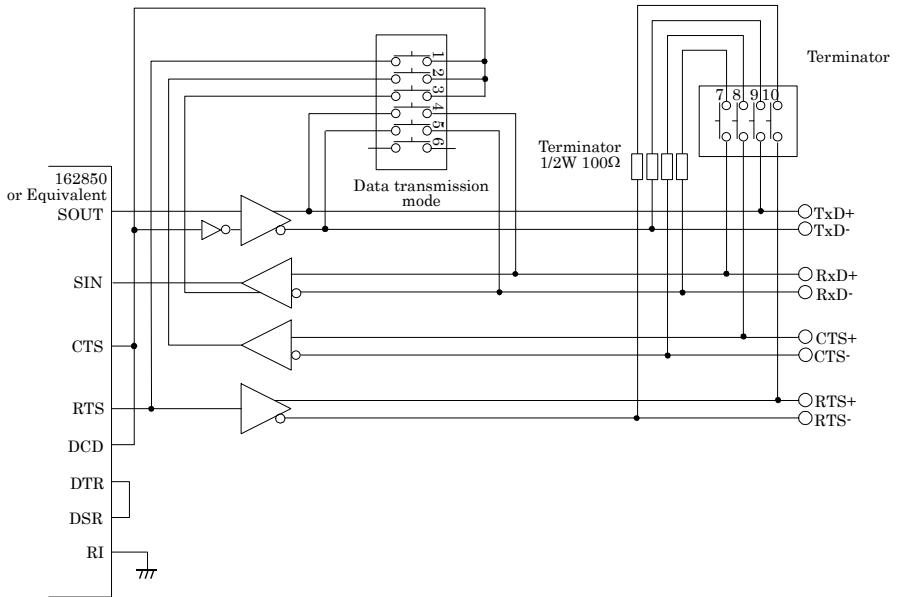 Terminator
1
2
3
4
5
6
7 8 9 10
Terminator
1/2W 100Ω
Data transmission
mode
162850
or Equivalent
SOUT
SIN
CTS
RTS
DCD
DTR
DSR
RI
TxD+
TxD-
RxD+
RxD-
CTS+
CTS-
RTS+
RTS-